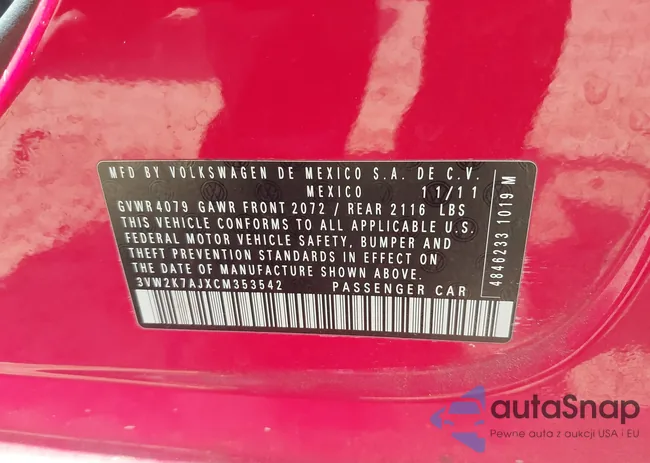 MFD BY VOLKSWAGEN DE MEXICO S.A. DE C.V.
MEXICO 11/11
GVWR 4079 GAWR FRONT 2072 / REAR 2116 LBS
THIS VEHICLE CONFORMS TO ALL APPLICABLE U.S.
FEDERAL MOTOR VEHICLE SAFETY, BUMPER AND
THEFT PREVENTION STANDARDS IN EFFECT ON
THE DATE OF MANUFACTURE SHOWN ABOVE.
3VW2K7AJXCM353542 PASSENGER CAR
4846233 1019 M
autaSnap
Pewne auta z aukcji USA i EU